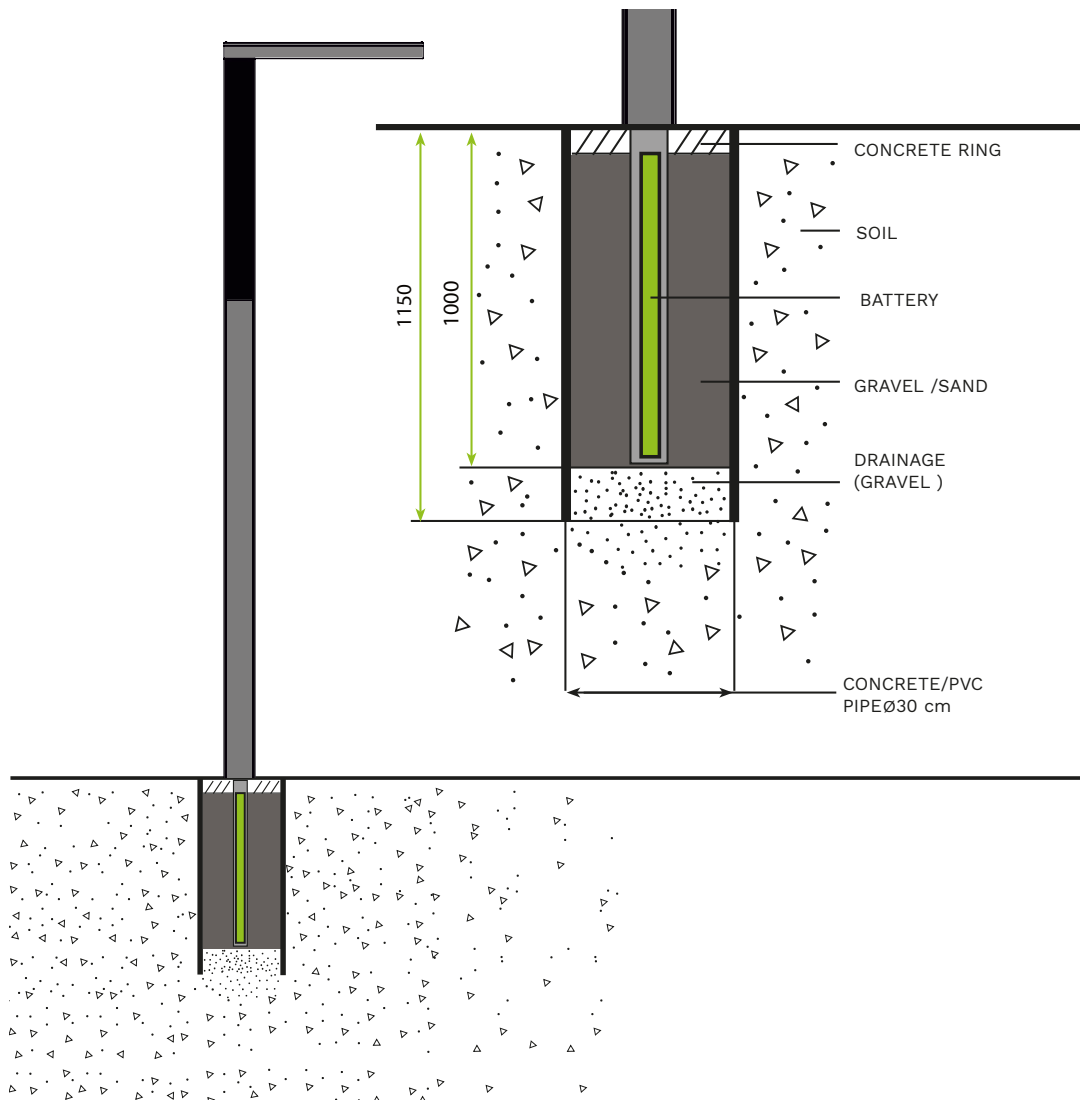 CONCRETE RING
SOIL
1150
1000
BATTERY
GRAVEL /SAND
DRAINAGE
(GRAVEL )
CONCRETE/PVC
PIPEØ30 cm